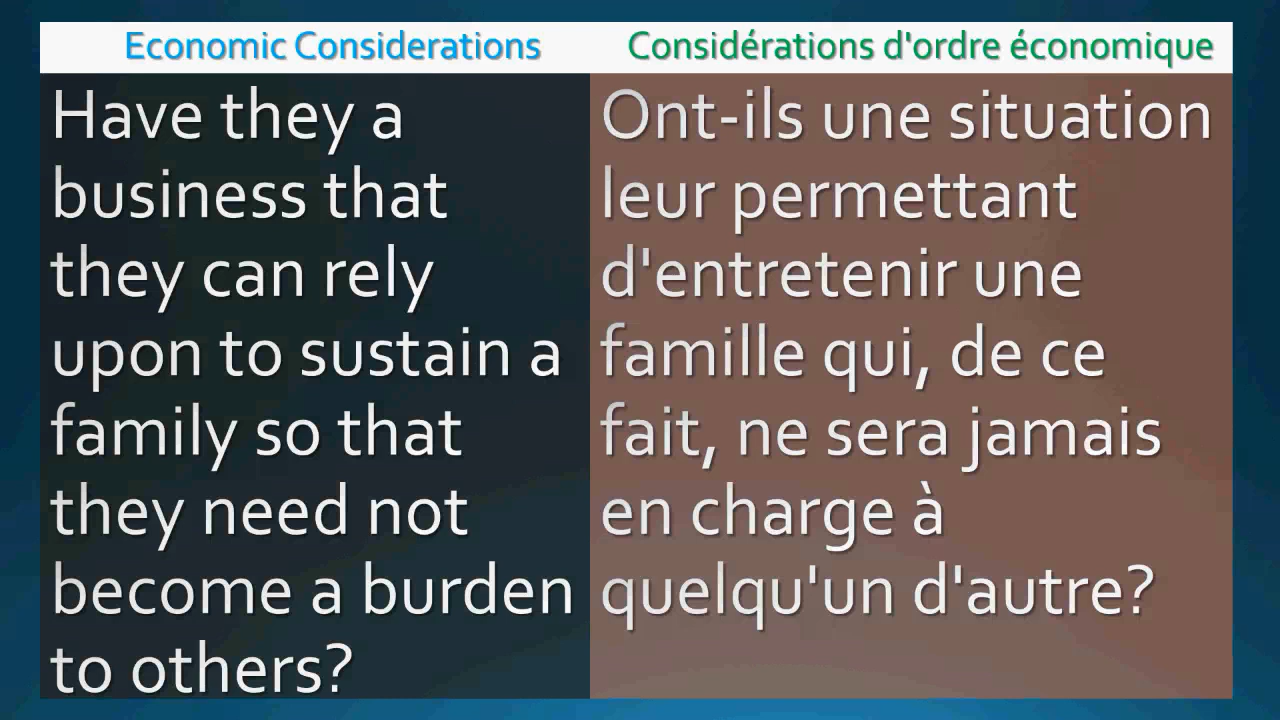 Economic Considerations
Considérations d'ordre économique
Have they a
business that
they can rely
upon to sustain a
family so that
they need not
become a burden
to others?
Ont-ils une situation
leur permettant
d'entretenir une
famille qui, de ce
fait, ne sera jamais
en charge à
quelqu'un d'autre?